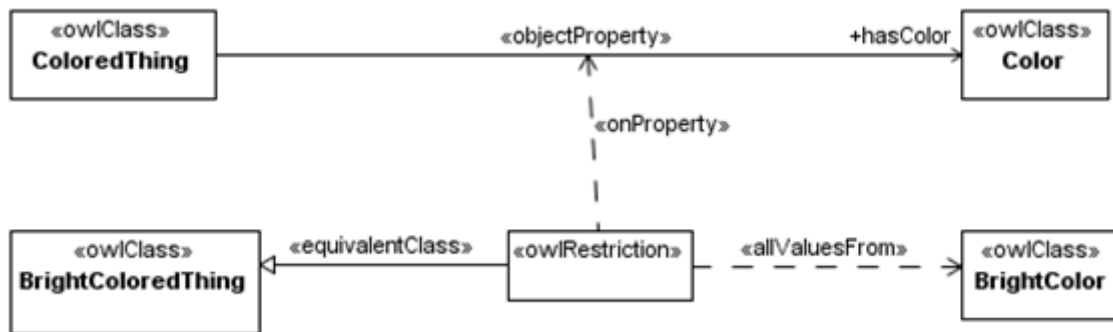 «owlClass»
ColoredThing
«objectProperty»
+hasColor
«owlClass»
Color
«onProperty»
«owlClass»
BrightColoredThing
«equivalentClass»
«owlRestriction»
«allValuesFrom»
«owlClass»
BrightColor